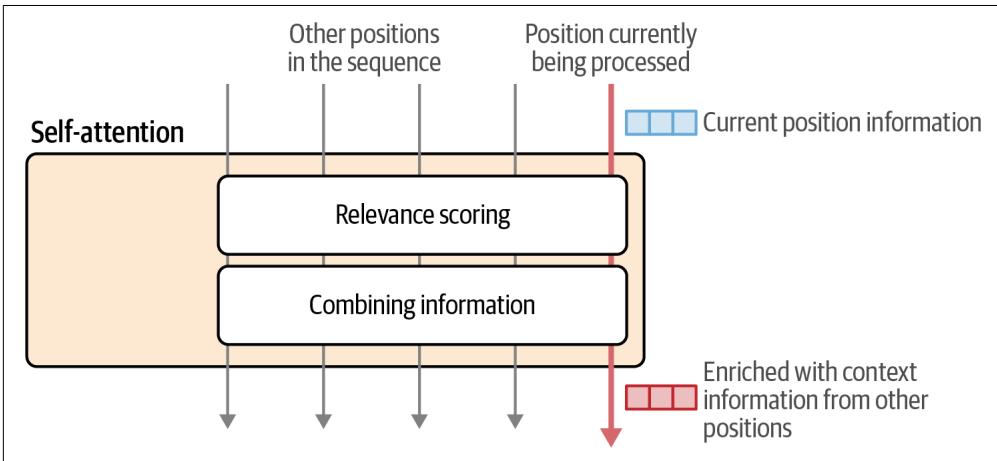 Other positions
in the sequence
Position currently
being processed
Current position information
Self-attention
Relevance scoring
Combining information
Enriched with context
information from other
positions